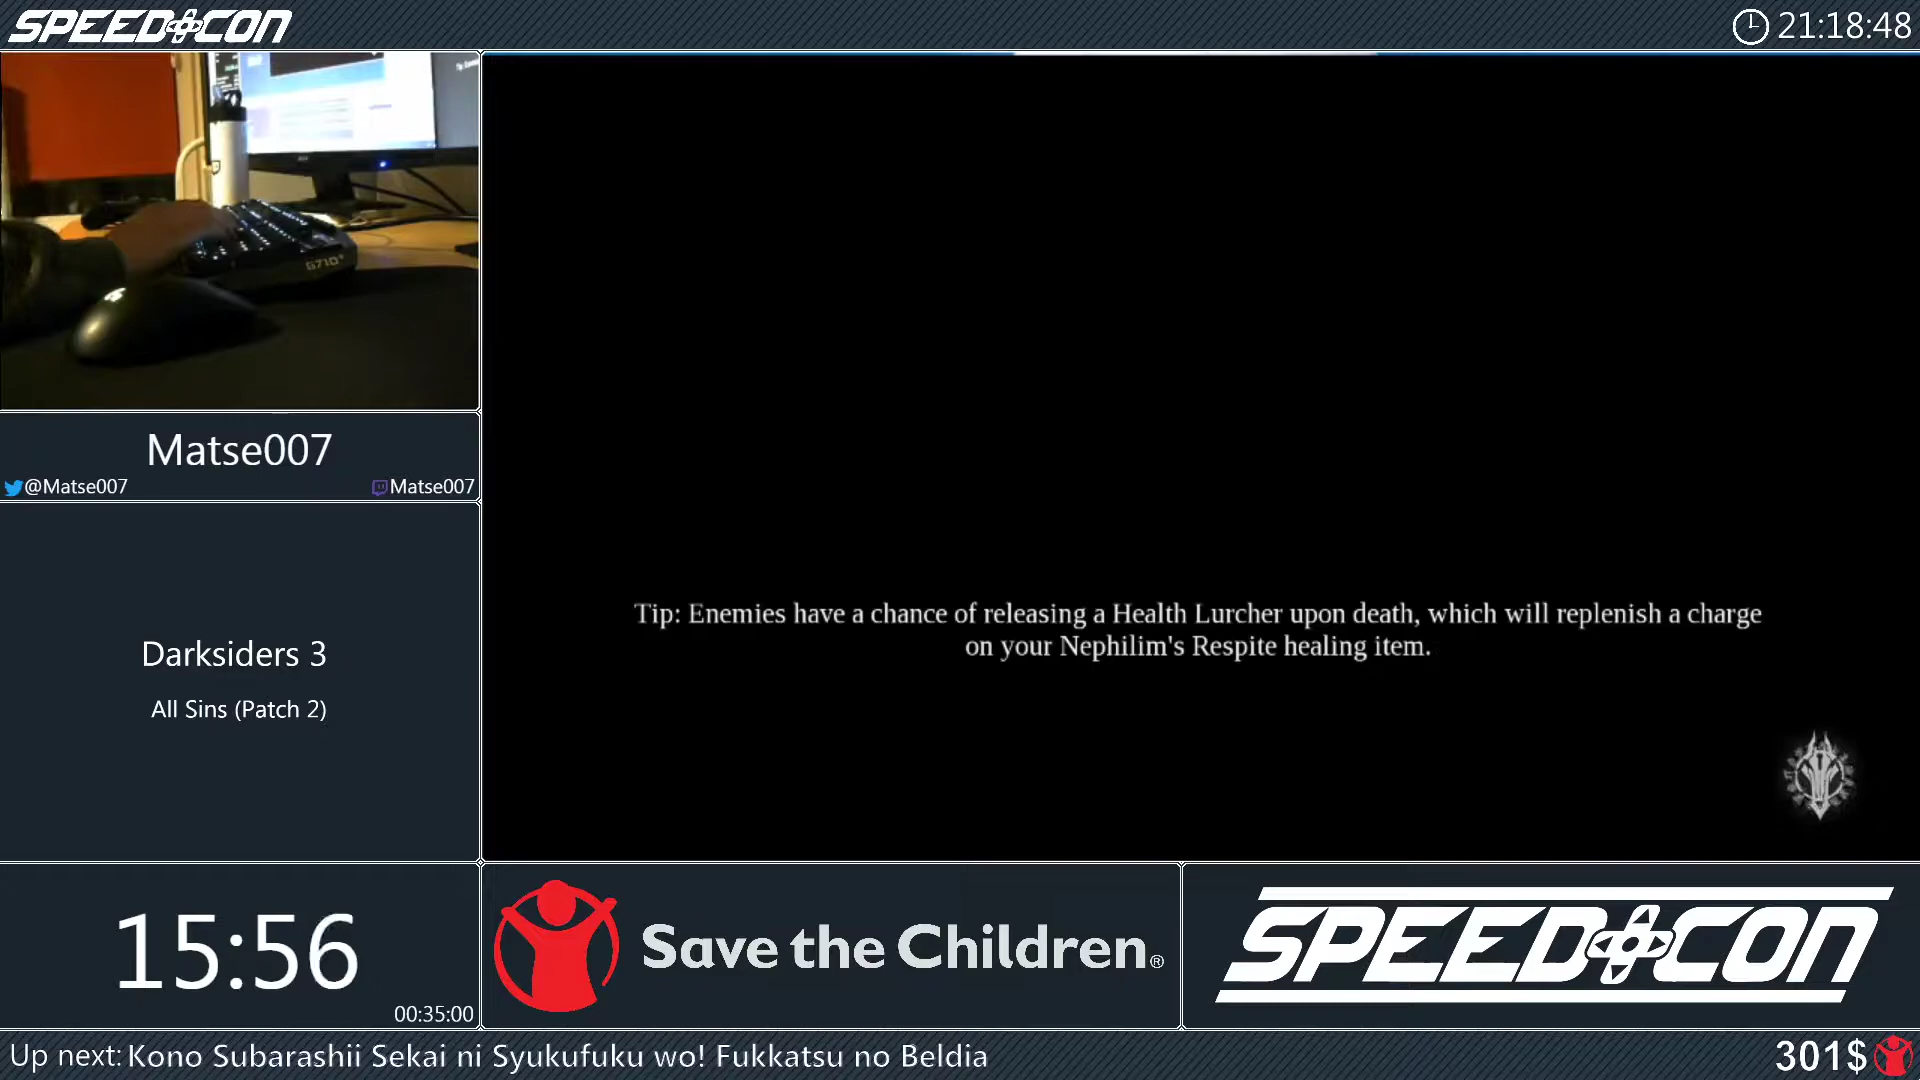 SPEEDCON
21:18:48
G710+
Matse007
@Matse007
Matse007
Darksiders 3
All Sins (Patch 2)
Tip: Enemies have a chance of releasing a Health Lurcher upon death, which will replenish a charge
on your Nephilim's Respite healing item.
15:56
00:35:00
Save the Children®
SPEEDCON
Up next: Kono Subarashii Sekai ni Syukufuku wo! Fukkatsu no Beldia
301$